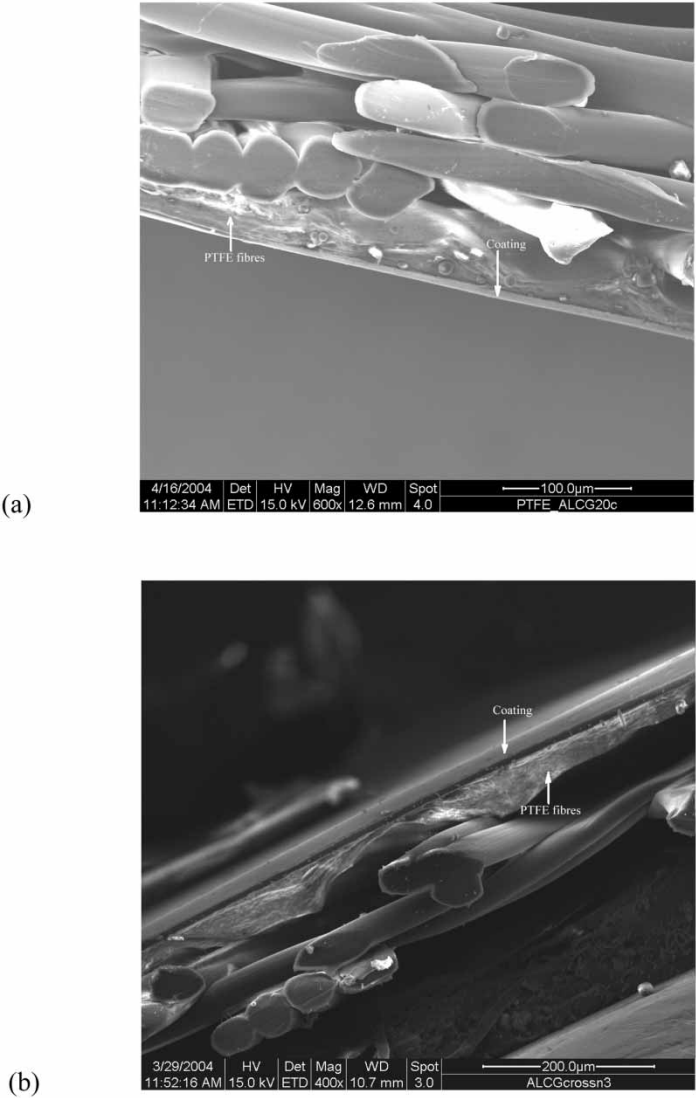 PTFE fibres
Coating
4/16/2004 Det HV Mag WD Spot 100.0µm
11:12:34 AM ETD 15.0 kV 600x 12.6 mm 4.0 PTFE_ALCG20c
(a)
Coating
PTFE fibres
3/29/2004 HV Det Mag WD Spot 200.0µm
11:52:16 AM 15.0 kV ETD 400x 10.7 mm 3.0 ALCGcrossn3
(b)